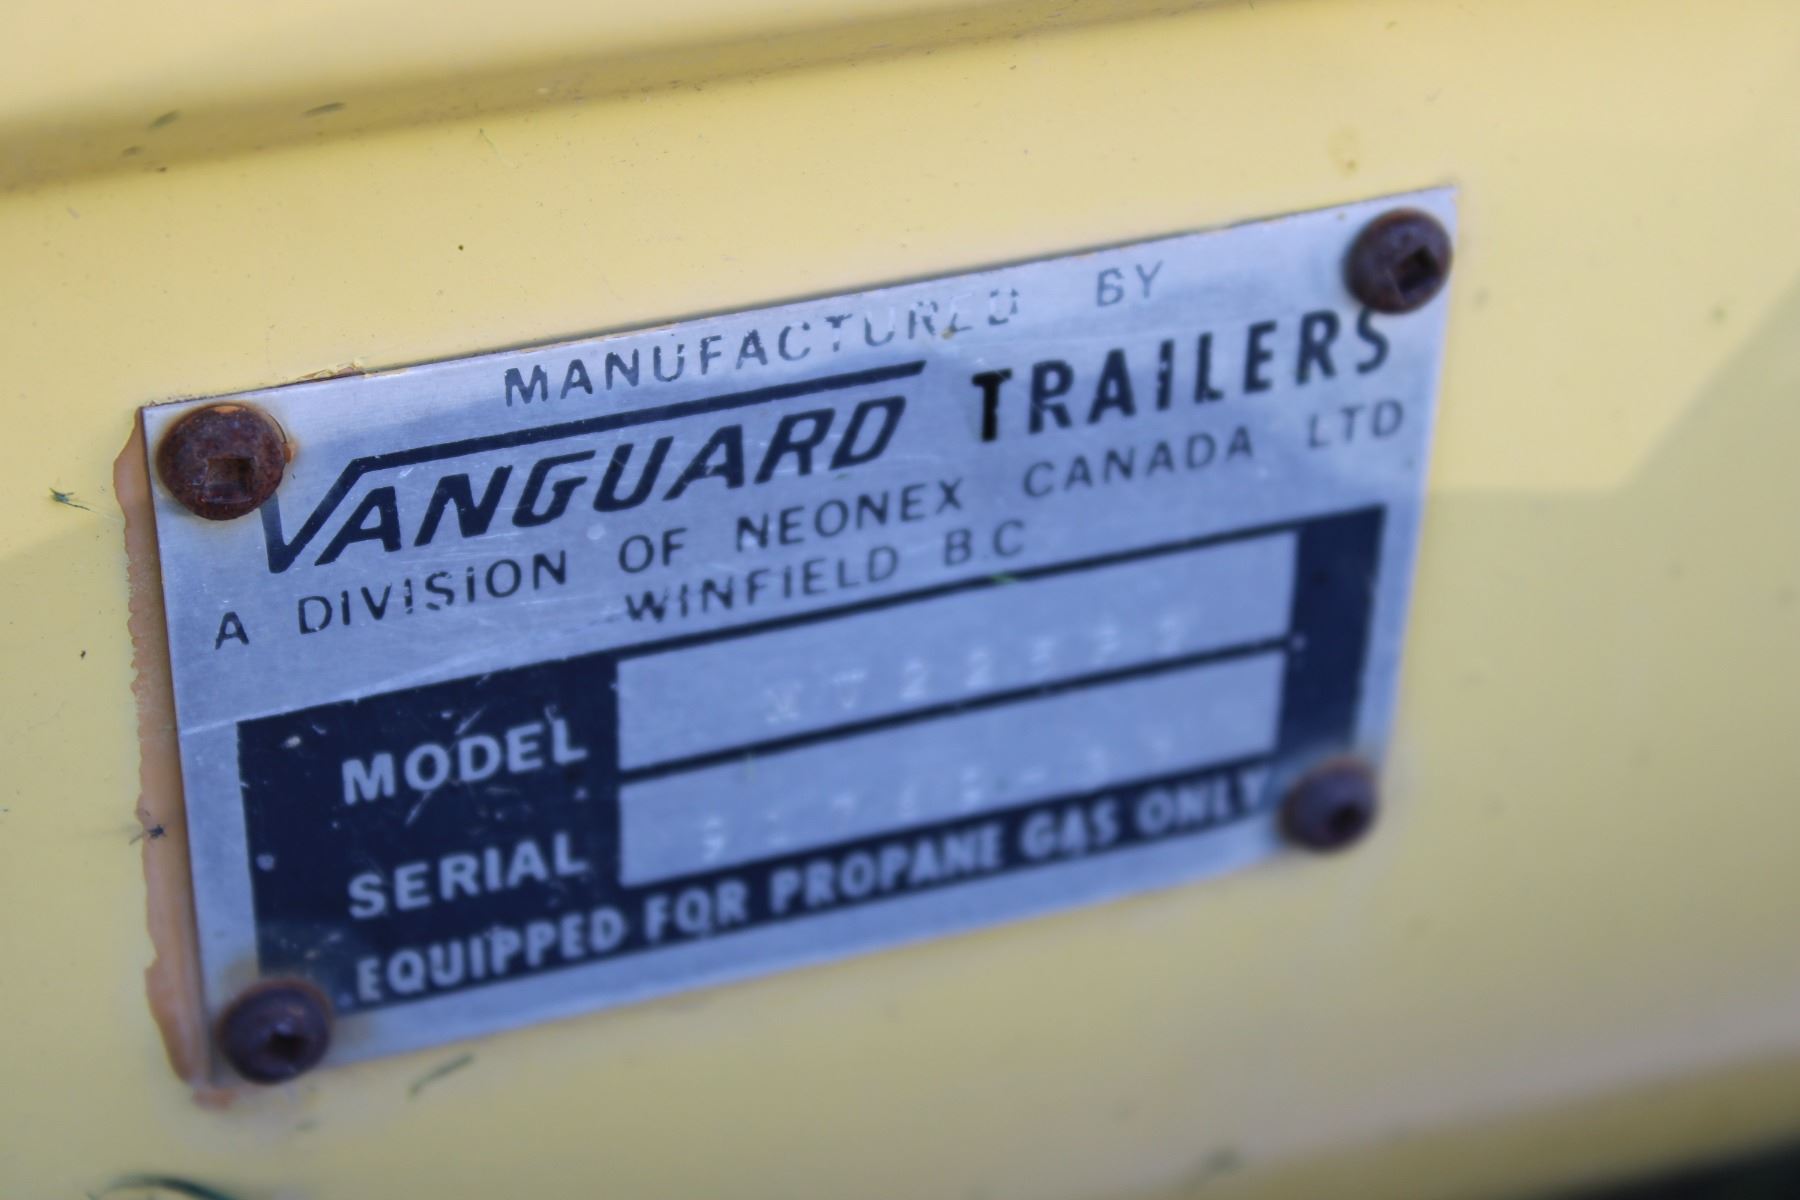 MANUFACTURED BY
VANGUARD TRAILERS
A DIVISION OF NEONEX CANADA LTD
WINFIELD B.C
MODEL
SERIAL
EQUIPPED FOR PROPANE GAS ONLY